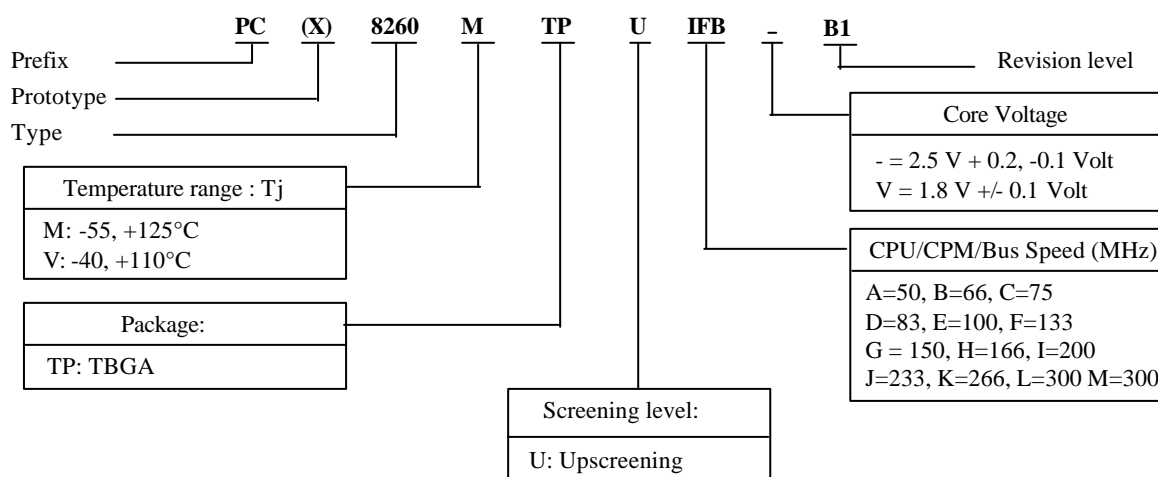 PC (X) 8260 M TP U IFB – B1
Prefix
Revision level
Prototype
Type
Core Voltage
- = 2.5 V + 0.2, -0.1 Volt
V = 1.8 V +/- 0.1 Volt
Temperature range : Tj
M: -55, +125°C
V: -40, +110°C
CPU/CPM/Bus Speed (MHz)
A=50, B=66, C=75
D=83, E=100, F=133
G = 150, H=166, I=200
J=233, K=266, L=300 M=300
Package:
TP: TBGA
Screening level:
U: Upscreening